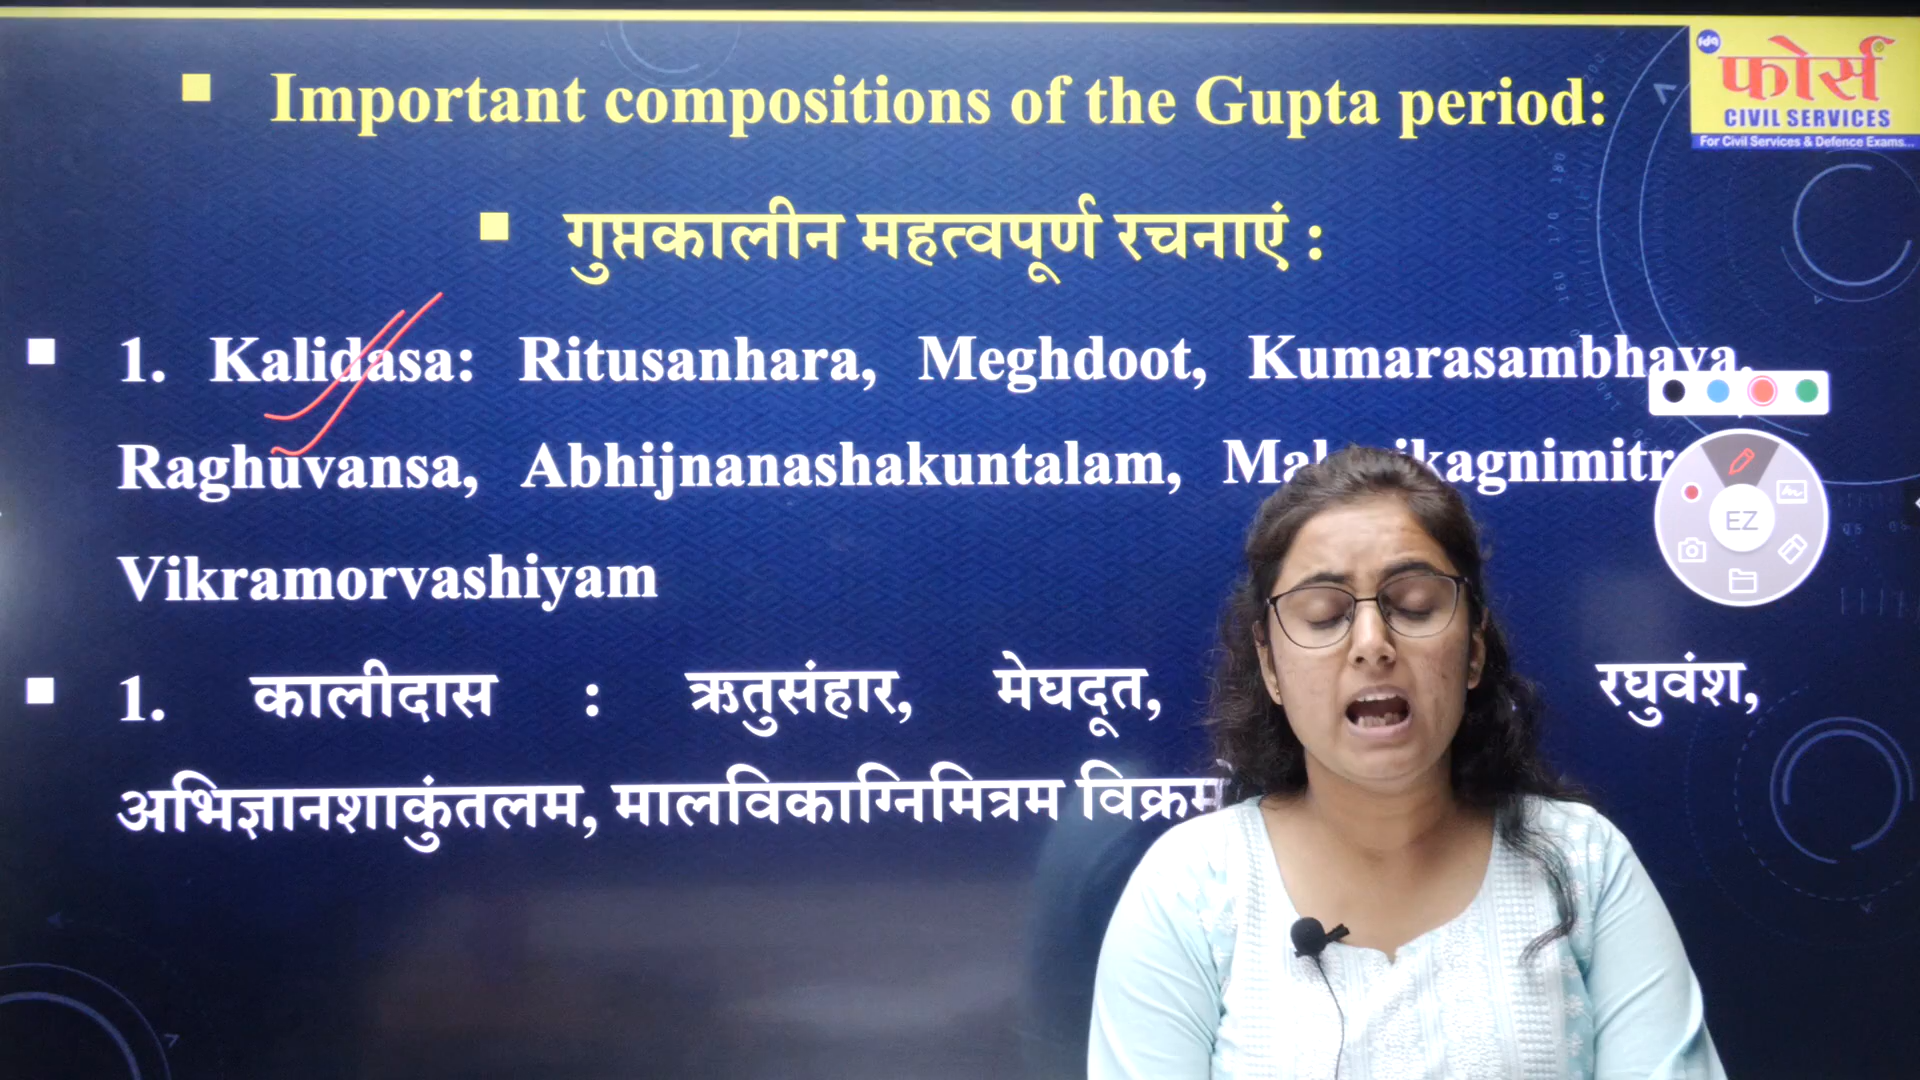 Important compositions of the Gupta period:
fdq
फोर्स
CIVIL SERVICES
For Civil Services & Defence Exams...
गुप्तकालीन महत्वपूर्ण रचनाएं :
1. Kalidasa: Ritusanhara, Meghdoot, Kumarasambhava,
Raghuvansa, Abhijnanashakuntalam,
EZ
Vikramorvashiyam
1. कालीदास : ऋतुसंहार, मेघदूत, रघुवंश,
अभिज्ञानशाकुंतलम, मालविकाग्निमित्रम